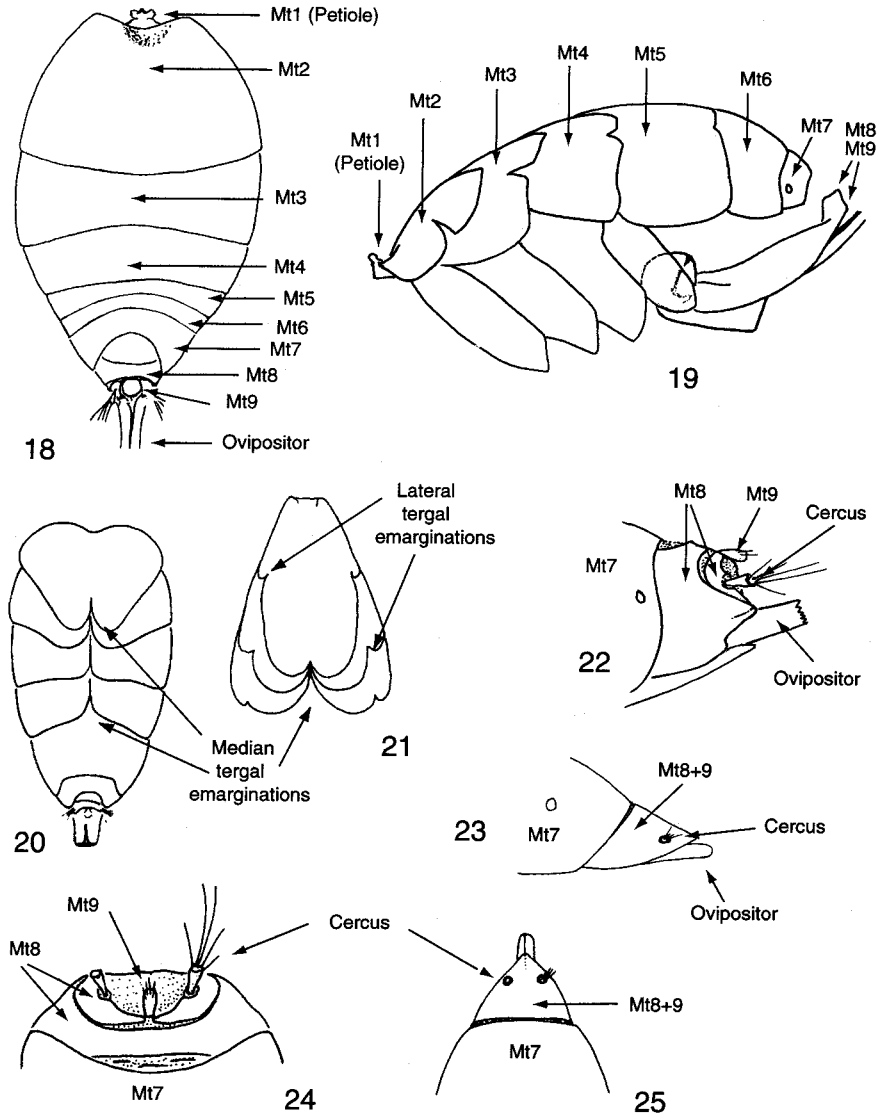 Mt1 (Petiole)
Mt2
Mt3
Mt4
Mt5
Mt6
Mt7
Mt8
Mt9
Ovipositor
18
Mt1
(Petiole)
Mt2
Mt3
Mt4
Mt5
Mt6
Mt7
Mt8
Mt9
19
Lateral
tergal
emarginations
Median
tergal
emarginations
20
21
Mt8
Mt9
Cercus
Mt7
Ovipositor
22
Mt8+9
Mt7
Cercus
Ovipositor
23
Mt9
Mt8
Cercus
Mt7
24
Mt8+9
Mt7
25